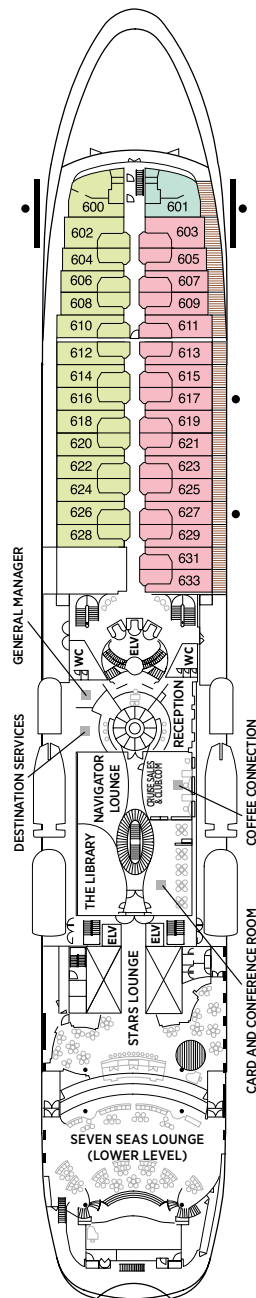 600 601
602 603
604 605
606 607
608 609
610 611
612 613
614 615
616 617
618 619
620 621
622 623
624 625
626 627
628 629
631
633
GENERAL MANAGER
WC
ELV
WC
DESTINATION SERVICES
NAVIGATOR
LOUNGE
RECEPTION
CRUISE SALES
& CLUB.COM
COFFEE CONNECTION
THE LIBRARY
CARD AND CONFERENCE ROOM
ELV
ELV
STARS LOUNGE
SEVEN SEAS LOUNGE
(LOWER LEVEL)